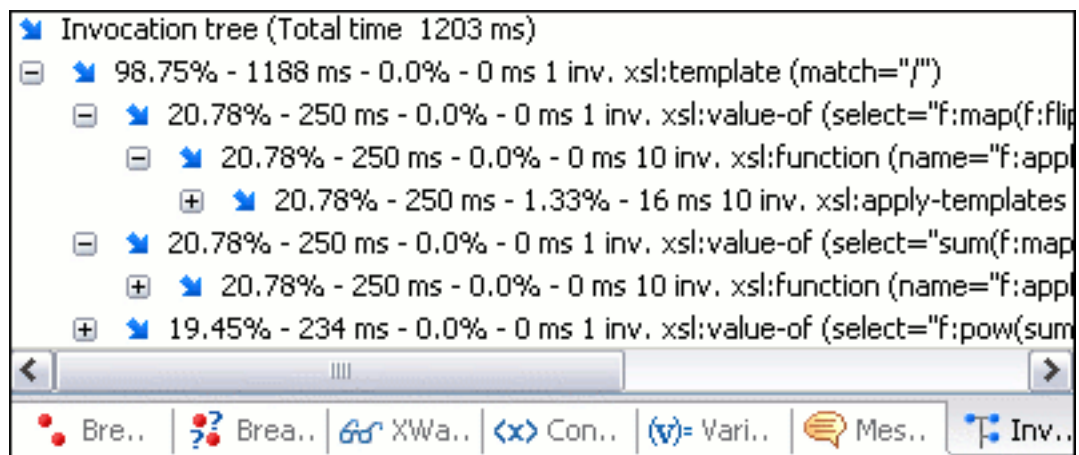 Invocation tree (Total time 1203 ms)
98.75% - 1188 ms - 0.0% - 0 ms 1 inv. xsl:template (match="/")
20.78% - 250 ms - 0.0% - 0 ms 1 inv. xsl:value-of (select="f:map(f:flip
20.78% - 250 ms - 0.0% - 0 ms 10 inv. xsl:function (name="f:appl
20.78% - 250 ms - 1.33% - 16 ms 10 inv. xsl:apply-templates
20.78% - 250 ms - 0.0% - 0 ms 1 inv. xsl:value-of (select="sum(f:map
20.78% - 250 ms - 0.0% - 0 ms 10 inv. xsl:function (name="f:appl
19.45% - 234 ms - 0.0% - 0 ms 1 inv. xsl:value-of (select="f:pow(sum
Bre.. Brea.. XWa.. <x> Con.. (v)= Vari.. Mes.. Inv..